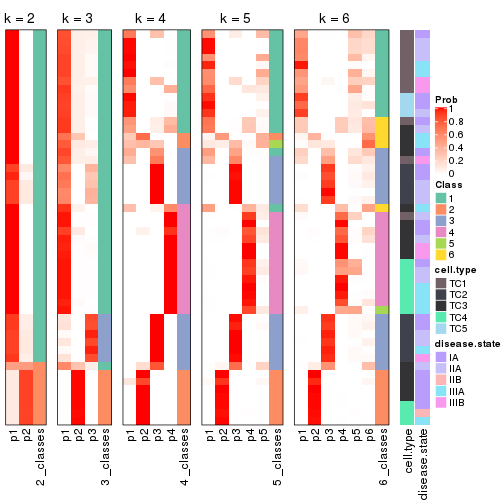 k = 2 k = 3 k = 4 k = 5 k = 6
p1
p2
2_classes
p1
p2
p3
3_classes
p1
p2
p3
p4
4_classes
p1
p2
p3
p4
p5
5_classes
p1
p2
p3
p4
p5
p6
6_classes
cell.type
disease.state
Prob
1
0.8
0.6
0.4
0.2
0
Class
1
2
3
4
5
6
cell.type
TC1
TC2
TC3
TC4
TC5
disease.state
IA
IIA
IIB
IIIA
IIIB